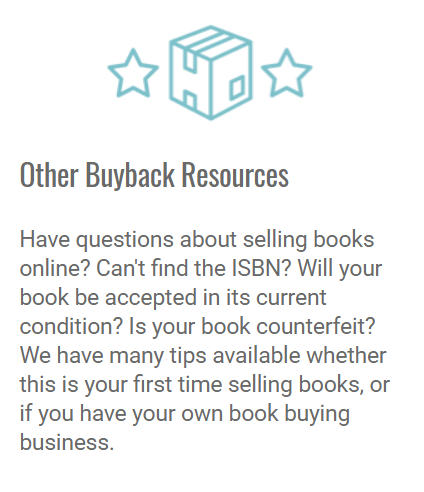 Other Buyback Resources
Have questions about selling books
online? Can't find the ISBN? Will your
book be accepted in its current
condition? Is your book counterfeit?
We have many tips available whether
this is your first time selling books, or
if you have your own book buying
business.